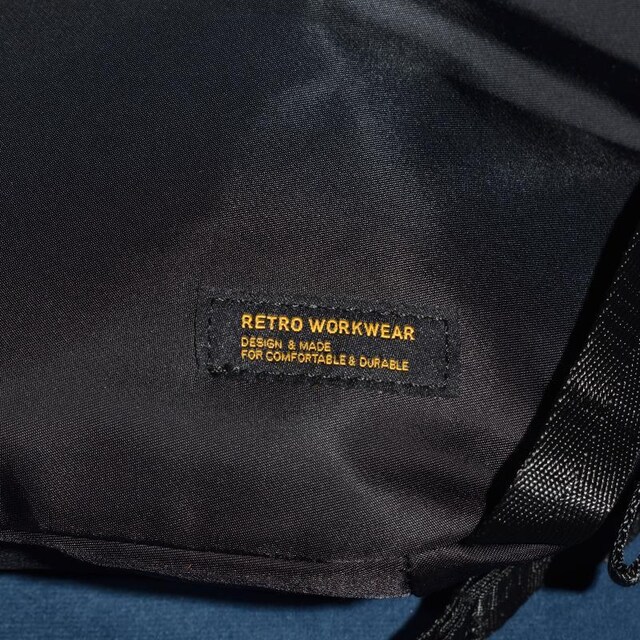 RETRO WORKWEAR
DESIGN & MADE
FOR COMFORTABLE & DURABLE